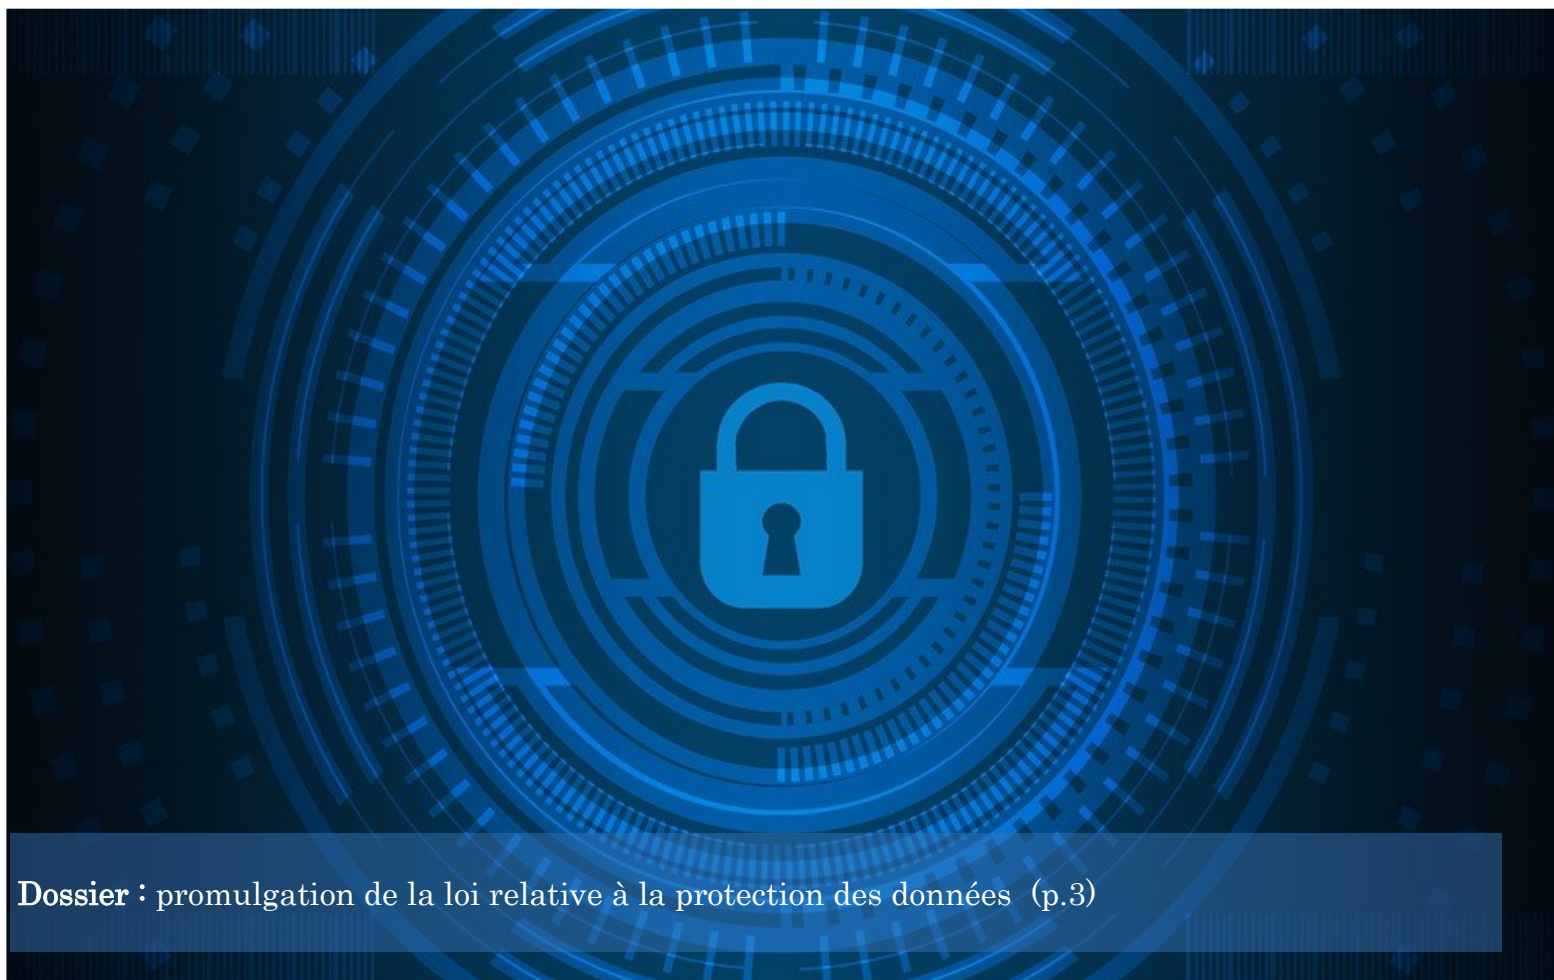 Dossier : promulgation de la loi relative à la protection des données (p.3)